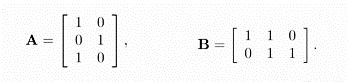 A = [ 1 0
0 1
1 0 ] ,
B = [ 1 1 0
0 1 1 ] .